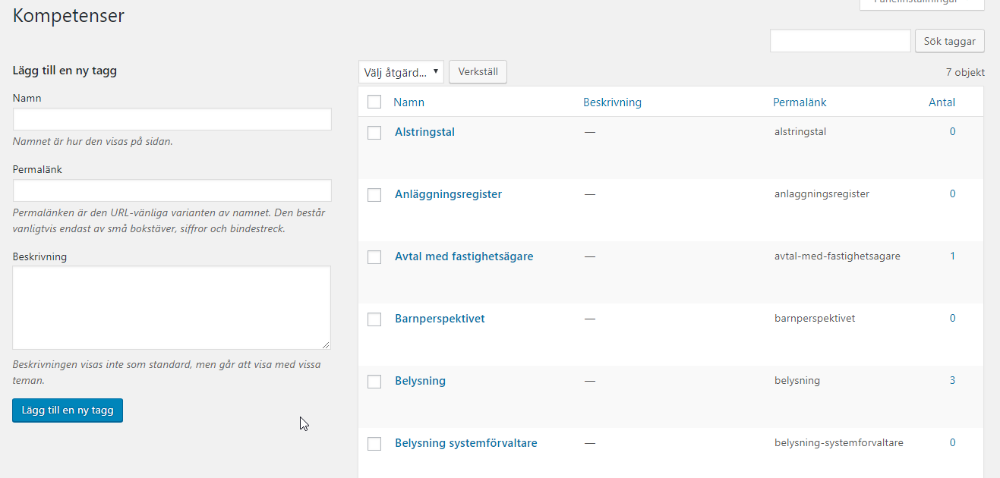 Kompetenser
Panelinställningar
Sök taggar
Lägg till en ny tagg
Namn
Namnet är hur den visas på sidan.
Permalänk
Permalänken är den URL-vänliga varianten av namnet. Den består
vanligtvis endast av små bokstäver, siffror och bindestreck.
Beskrivning
Beskrivningen visas inte som standard, men går att visa med vissa
teman.
Lägg till en ny tagg
Välj åtgärd... Verkställ 7 objekt
Namn Beskrivning Permalänk Antal
Alstringstal — alstringstal 0
Anläggningsregister — anlaggningsregister 0
Avtal med fastighetsägare — avtal-med-fastighetsagare 1
Barnperspektivet — barnperspektivet 0
Belysning — belysning 3
Belysning systemförvaltare — belysning-systemforvaltare 0